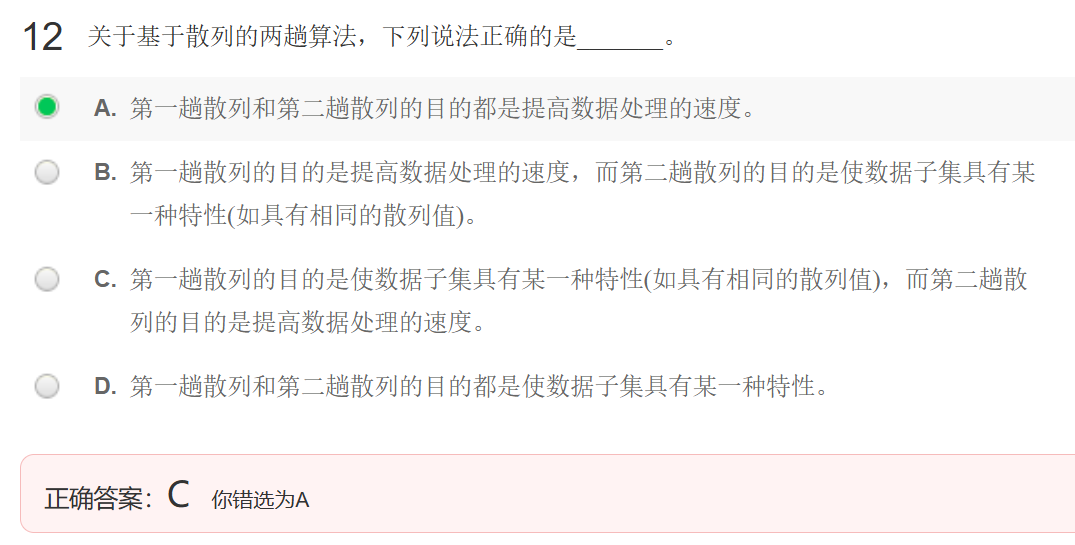 12 关于基于散列的两趟算法，下列说法正确的是_______。
A. 第一趟散列和第二趟散列的目的都是提高数据处理的速度。
B. 第一趟散列的目的是提高数据处理的速度，而第二趟散列的目的是使数据子集具有某
一种特性(如具有相同的散列值)。
C. 第一趟散列的目的是使数据子集具有某一种特性(如具有相同的散列值)，而第二趟散
列的目的是提高数据处理的速度。
D. 第一趟散列和第二趟散列的目的都是使数据子集具有某一种特性。
正确答案：C 你错选为A